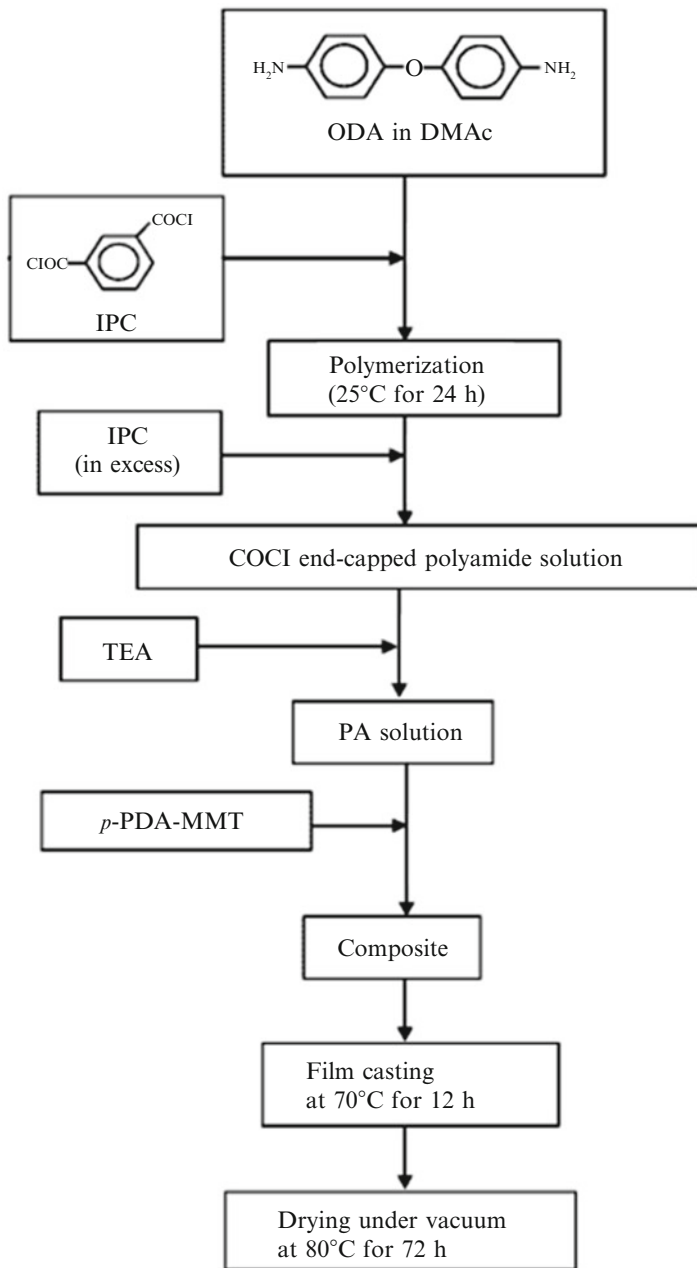 H₂N O NH₂
ODA in DMAc
COCl
ClOC
IPC
Polymerization
(25°C for 24 h)
IPC
(in excess)
COCl end-capped polyamide solution
TEA
PA solution
p-PDA-MMT
Composite
Film casting
at 70°C for 12 h
Drying under vacuum
at 80°C for 72 h